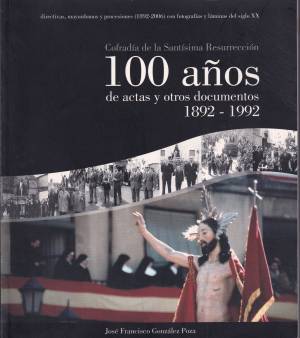 directivas, mayordomos y procesiones (1892-2006) con fotografías y láminas del siglo XX
Cofradía de la Santísima Resurrección
100 años
de actas y otros documentos
1892 - 1992
José Francisco González Poza